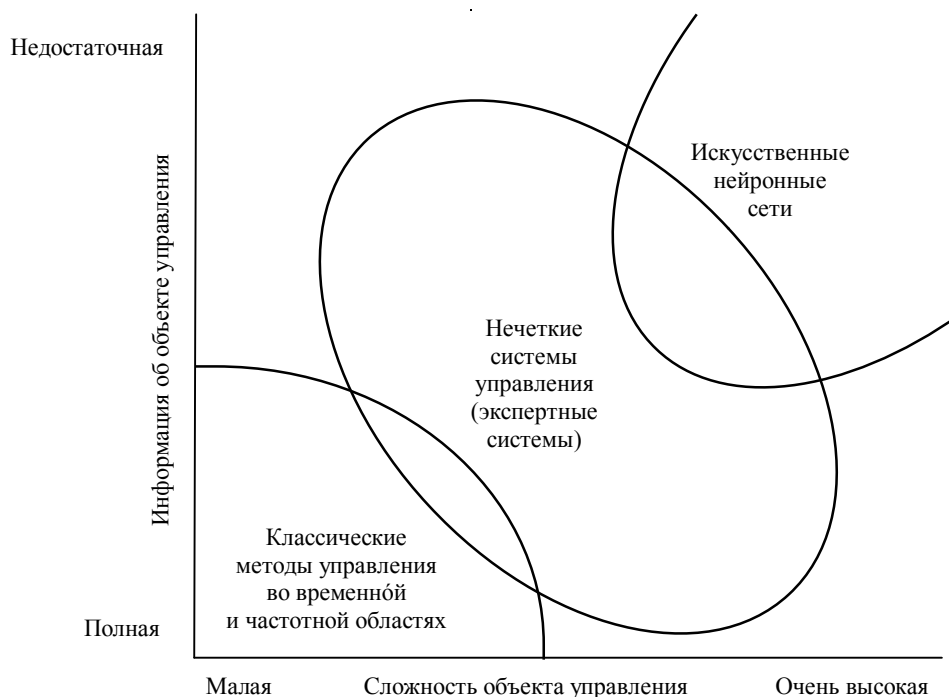 Недостаточная
Искусственные
нейронные
сети
Информация об объекте управления
Нечеткие
системы
управления
(экспертные
системы)
Классические
методы управления
во временнóй
и частотной областях
Полная
Малая
Сложность объекта управления
Очень высокая